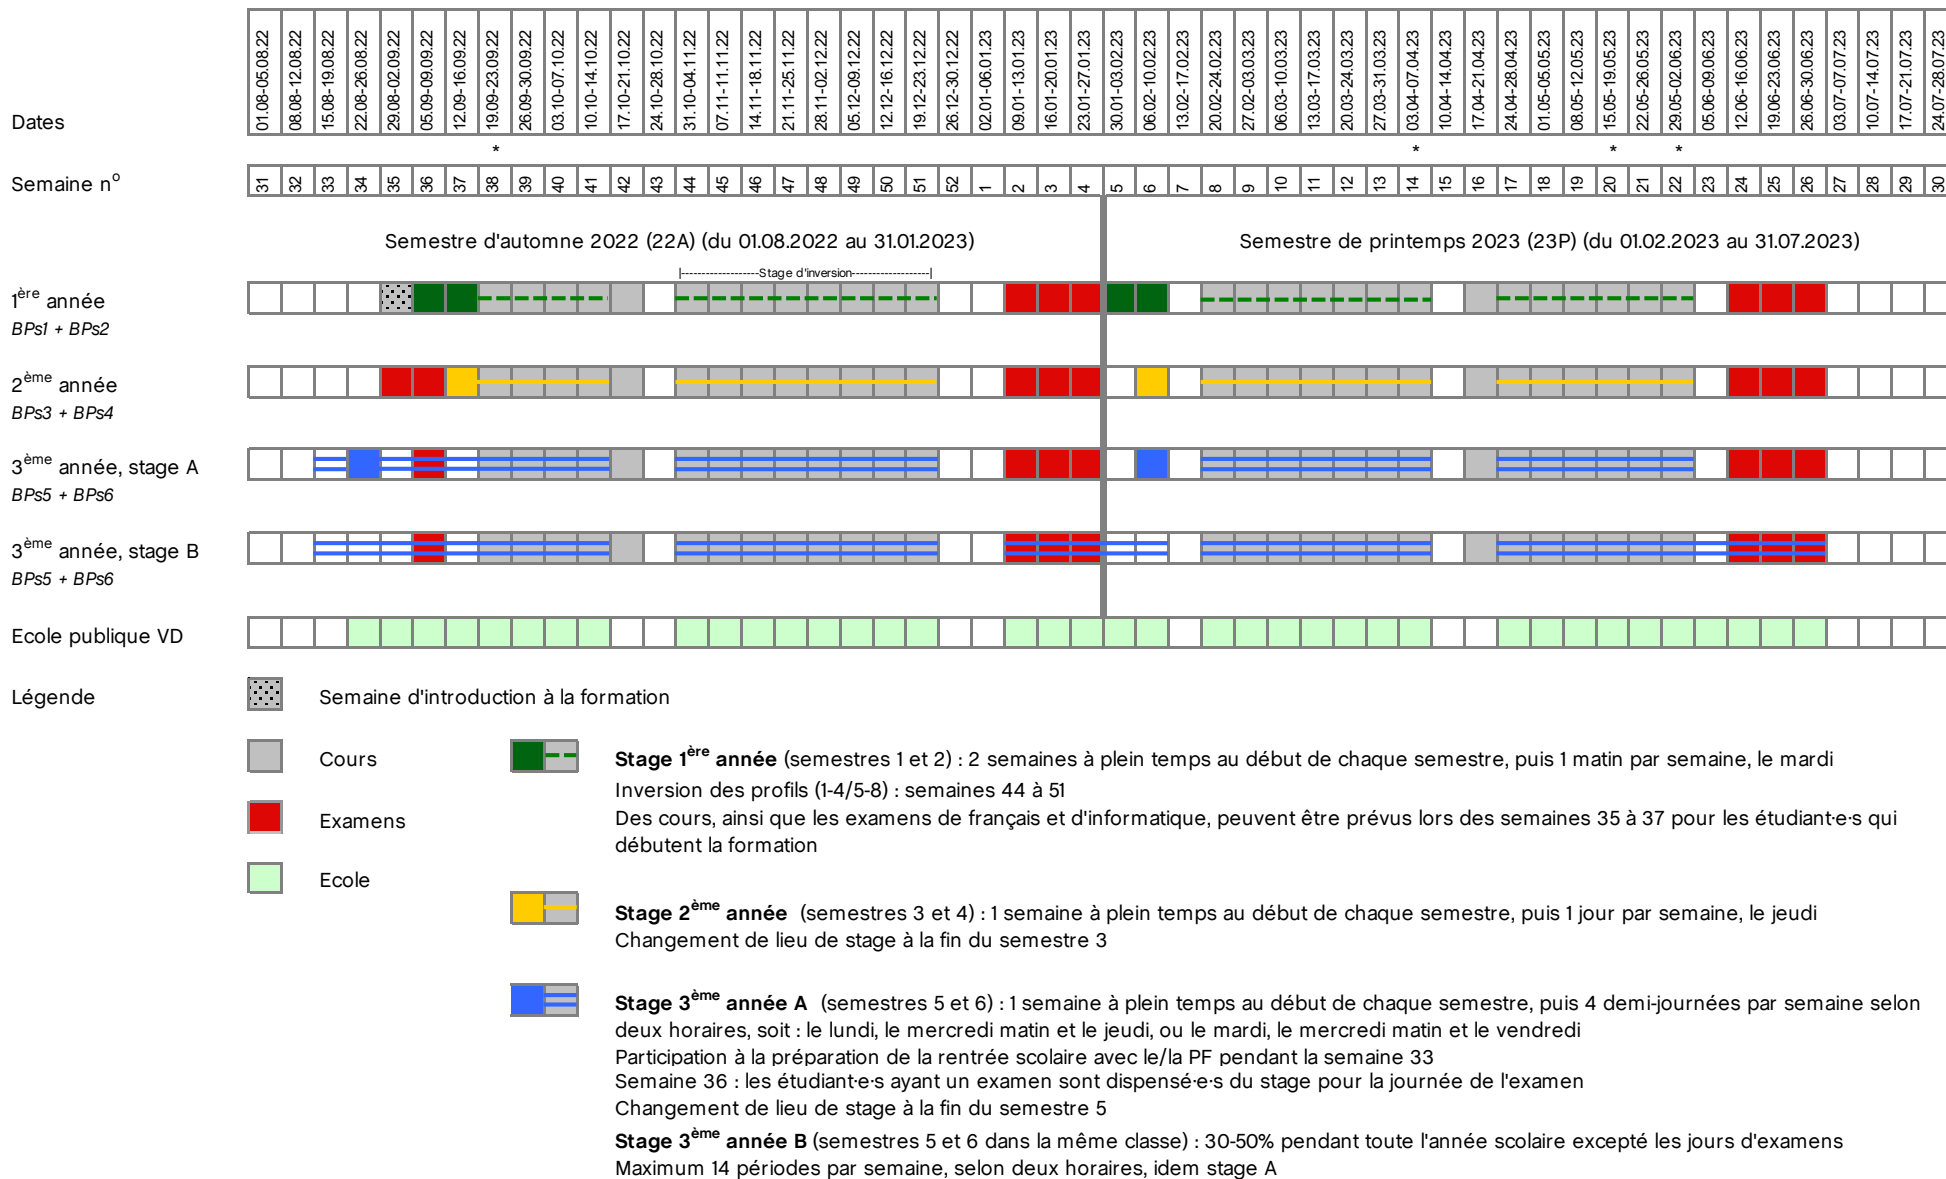 Dates
01.08-05.08.22 08.08-12.08.22 15.08-19.08.22 22.08-26.08.22 29.08-02.09.22 05.09-09.09.22 12.09-16.09.22 19.09-23.09.22 26.09-30.09.22 03.10-07.10.22 10.10-14.10.22 17.10-21.10.22 24.10-28.10.22 31.10-04.11.22 07.11-11.11.22 14.11-18.11.22 21.11-25.11.22 28.11-02.12.22 05.12-09.12.22 12.12-16.12.22 19.12-23.12.22 26.12-30.12.22 02.01-06.01.23 09.01-13.01.23 16.01-20.01.23 23.01-27.01.23 30.01-03.02.23 06.02-10.02.23 13.02-17.02.23 20.02-24.02.23 27.02-03.03.23 06.03-10.03.23 13.03-17.03.23 20.03-24.03.23 27.03-31.03.23 03.04-07.04.23 10.04-14.04.23 17.04-21.04.23 24.04-28.04.23 01.05-05.05.23 08.05-12.05.23 15.05-19.05.23 22.05-26.05.23 29.05-02.06.23 05.06-09.06.23 12.06-16.06.23 19.06-23.06.23 26.06-30.06.23 03.07-07.07.23 10.07-14.07.23 17.07-21.07.23 24.07-28.07.23
* * * *
Semaine n° 31 32 33 34 35 36 37 38 39 40 41 42 43 44 45 46 47 48 49 50 51 52 1 2 3 4 5 6 7 8 9 10 11 12 13 14 15 16 17 18 19 20 21 22 23 24 25 26 27 28 29 30
Semestre d'automne 2022 (22A) (du 01.08.2022 au 31.01.2023) Semestre de printemps 2023 (23P) (du 01.02.2023 au 31.07.2023)
|-------------------Stage d'inversion-------------------|
1ère année
BPs1 + BPs2
2ème année
BPs3 + BPs4
3ème année, stage A
BPs5 + BPs6
3ème année, stage B
BPs5 + BPs6
Ecole publique VD
Légende Semaine d'introduction à la formation
Cours
Examens
Ecole
Stage 1ère année (semestres 1 et 2) : 2 semaines à plein temps au début de chaque semestre, puis 1 matin par semaine, le mardi
Inversion des profils (1-4/5-8) : semaines 44 à 51
Des cours, ainsi que les examens de français et d'informatique, peuvent être prévus lors des semaines 35 à 37 pour les étudiant·e·s qui
débutent la formation
Stage 2ème année (semestres 3 et 4) : 1 semaine à plein temps au début de chaque semestre, puis 1 jour par semaine, le jeudi
Changement de lieu de stage à la fin du semestre 3
Stage 3ème année A (semestres 5 et 6) : 1 semaine à plein temps au début de chaque semestre, puis 4 demi-journées par semaine selon
deux horaires, soit : le lundi, le mercredi matin et le jeudi, ou le mardi, le mercredi matin et le vendredi
Participation à la préparation de la rentrée scolaire avec le/la PF pendant la semaine 33
Semaine 36 : les étudiant·e·s ayant un examen sont dispensé·e·s du stage pour la journée de l'examen
Changement de lieu de stage à la fin du semestre 5
Stage 3ème année B (semestres 5 et 6 dans la même classe) : 30-50% pendant toute l'année scolaire excepté les jours d'examens
Maximum 14 périodes par semaine, selon deux horaires, idem stage A